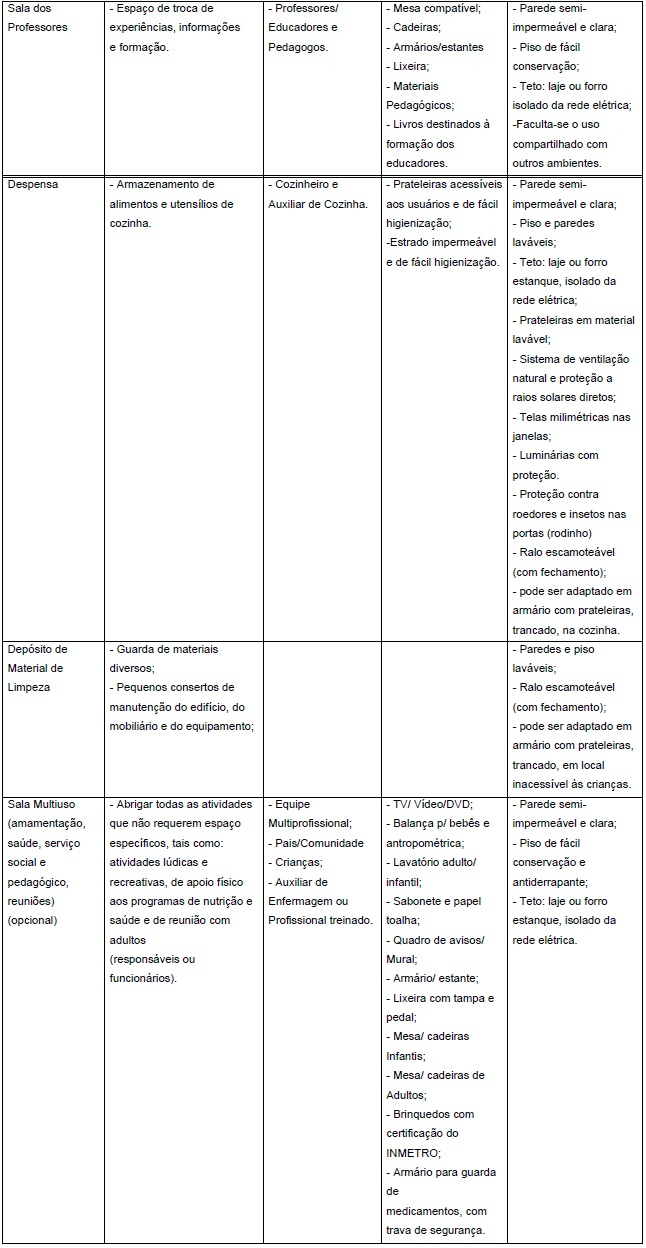 Sala dos
Professores
- Espaço de troca de
experiências, informações
e formação.
- Professores/
Educadores e
Pedagogos.
- Mesa compatível;
- Cadeiras;
- Armários/estantes
- Lixeira;
- Materiais
Pedagógicos;
- Livros destinados à
formação dos
educadores.
- Parede semi-
impermeável e clara;
- Piso de fácil
conservação;
- Teto: laje ou forro
isolado da rede elétrica;
-Faculta-se o uso
compartilhado com
outros ambientes.
Despensa
- Armazenamento de
alimentos e utensílios de
cozinha.
- Cozinheiro e
Auxiliar de Cozinha.
- Prateleiras acessíveis
aos usuários e de fácil
higienização;
-Estrado impermeável
e de fácil higienização.
- Parede semi-
impermeável e clara;
- Piso e paredes
laváveis;
- Teto: laje ou forro
estanque, isolado da
rede elétrica;
- Prateleiras em material
lavável;
- Sistema de ventilação
natural e proteção a
raios solares diretos;
- Telas milimétricas nas
janelas;
- Luminárias com
proteção.
- Proteção contra
roedores e insetos nas
portas (rodinho)
- Ralo escamoteável
(com fechamento);
- pode ser adaptado em
armário com prateleiras,
trancado, na cozinha.
Depósito de
Material de
Limpeza
- Guarda de materiais
diversos;
- Pequenos consertos de
manutenção do edifício, do
mobiliário e do equipamento;
- Paredes e piso
laváveis;
- Ralo escamoteável
(com fechamento);
- pode ser adaptado em
armário com prateleiras,
trancado, em local
inacessível às crianças.
Sala Multiuso
(amamentação,
saúde, serviço
social e
pedagógico,
reuniões)
(opcional)
- Abrigar todas as atividades
que não requerem espaço
específicos, tais como:
atividades lúdicas e
recreativas, de apoio físico
aos programas de nutrição e
saúde e de reunião com
adultos
(responsáveis ou
funcionários).
- Equipe
Multiprofissional;
- Pais/Comunidade
- Crianças;
- Auxiliar de
Enfermagem ou
Profissional treinado.
- TV/ Vídeo/DVD;
- Balança p/ bebês e
antropométrica;
- Lavatório adulto/
infantil;
- Sabonete e papel
toalha;
- Quadro de avisos/
Mural;
- Armário/ estante;
- Lixeira com tampa e
pedal;
- Mesa/ cadeiras
Infantis;
- Mesa/ cadeiras de
Adultos;
- Brinquedos com
certificação do
INMETRO;
- Armário para guarda
de
medicamentos, com
trava de segurança.
- Parede semi-
impermeável e clara;
- Piso de fácil
conservação e
antiderrapante;
- Teto: laje ou forro
estanque, isolado da
rede elétrica.